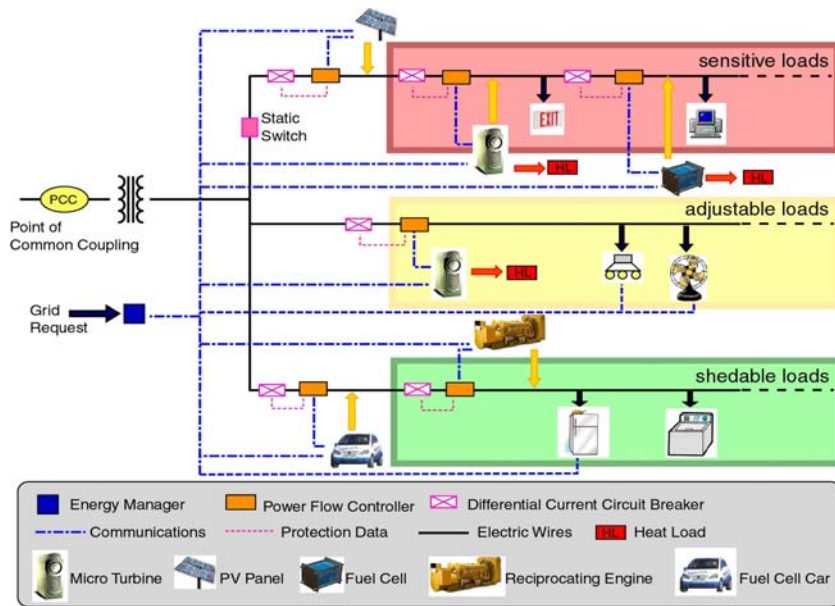 sensitive loads
EXIT
Static
Switch
HL
HL
PCC
Point of
Common Coupling
adjustable loads
HL
Grid
Request
shedable loads
Energy Manager
Power Flow Controller
Differential Current Circuit Breaker
Communications
Protection Data
Electric Wires
HL
Heat Load
Micro Turbine
PV Panel
Fuel Cell
Reciprocating Engine
Fuel Cell Car